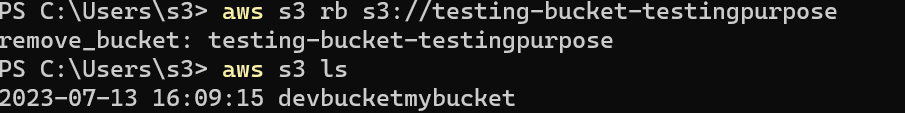 PS C:\Users\s3> aws s3 rb s3://testing-bucket-testingpurpose
remove_bucket: testing-bucket-testingpurpose
PS C:\Users\s3> aws s3 ls
2023-07-13 16:09:15 devbucketmybucket